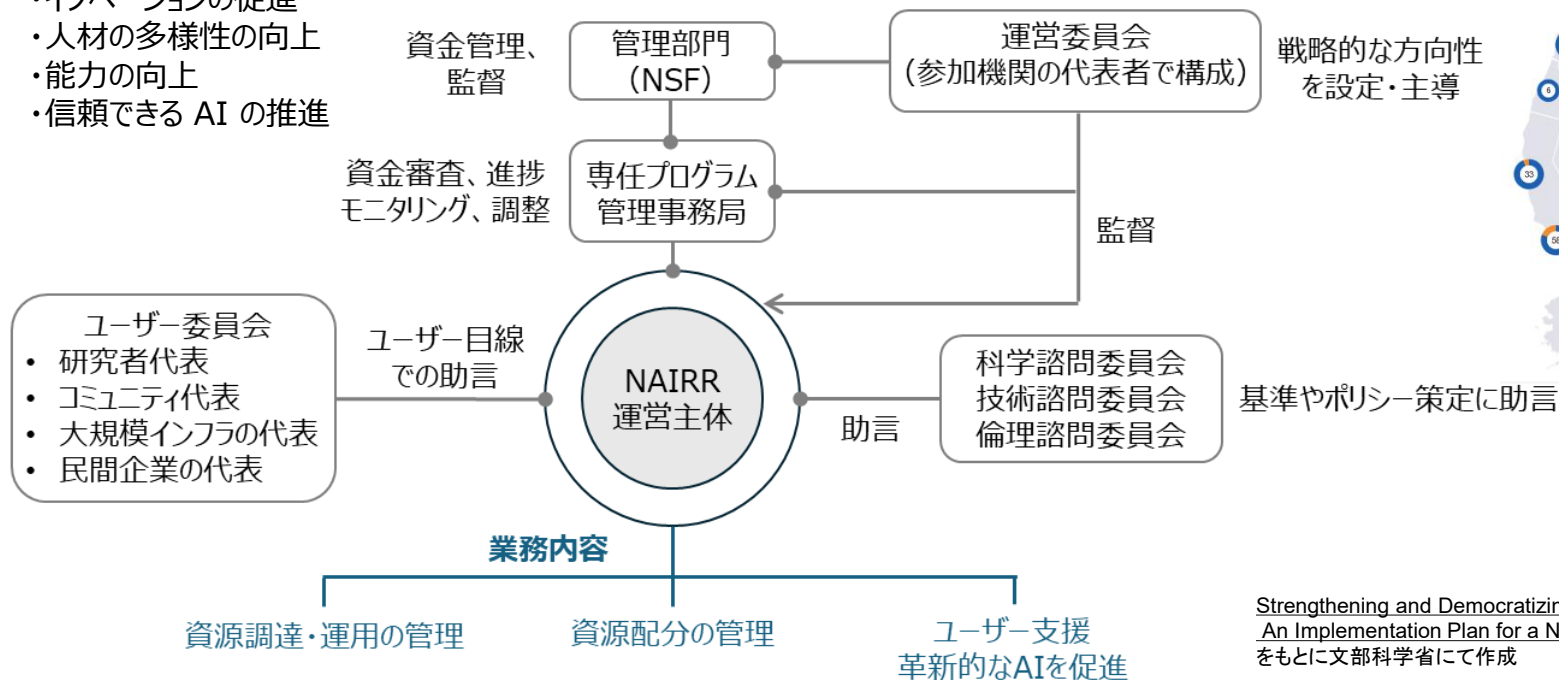 ・イノベーションの促進
・人材の多様性の向上
・能力の向上
・信頼できる AI の推進
資金管理、
監督
管理部門
(NSF)
運営委員会
(参加機関の代表者で構成)
戦略的な方向性
を設定・主導
資金審査、進捗
モニタリング、調整
専任プログラム
管理事務局
監督
6
33
ユーザー委員会
• 研究者代表
• コミュニティ代表
• 大規模インフラの代表
• 民間企業の代表
ユーザー目線
での助言
NAIRR
運営主体
助言
科学諮問委員会
技術諮問委員会
倫理諮問委員会
基準やポリシー策定に助言
業務内容
資源調達・運用の管理
資源配分の管理
ユーザー支援
革新的なAIを促進
Strengthening and Democratizin
An Implementation Plan for a N
をもとに文部科学省にて作成